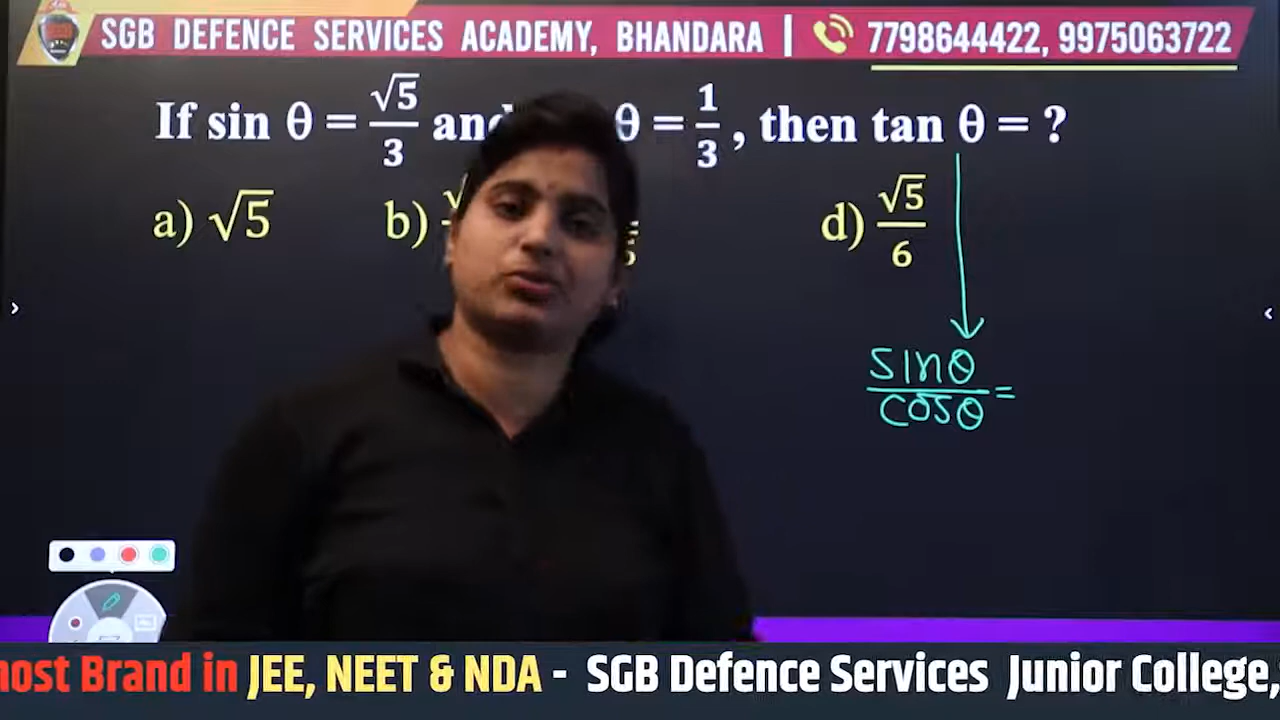 SGB DEFENCE SERVICES ACADEMY, BHANDARA | 7798644422, 9975063722
If sin θ = √5/3 and θ = 1/3, then tan θ = ?
a) √5 b) d) √5/6
sinθ/cosθ =
Brand in JEE, NEET & NDA - SGB Defence Services Junior College,